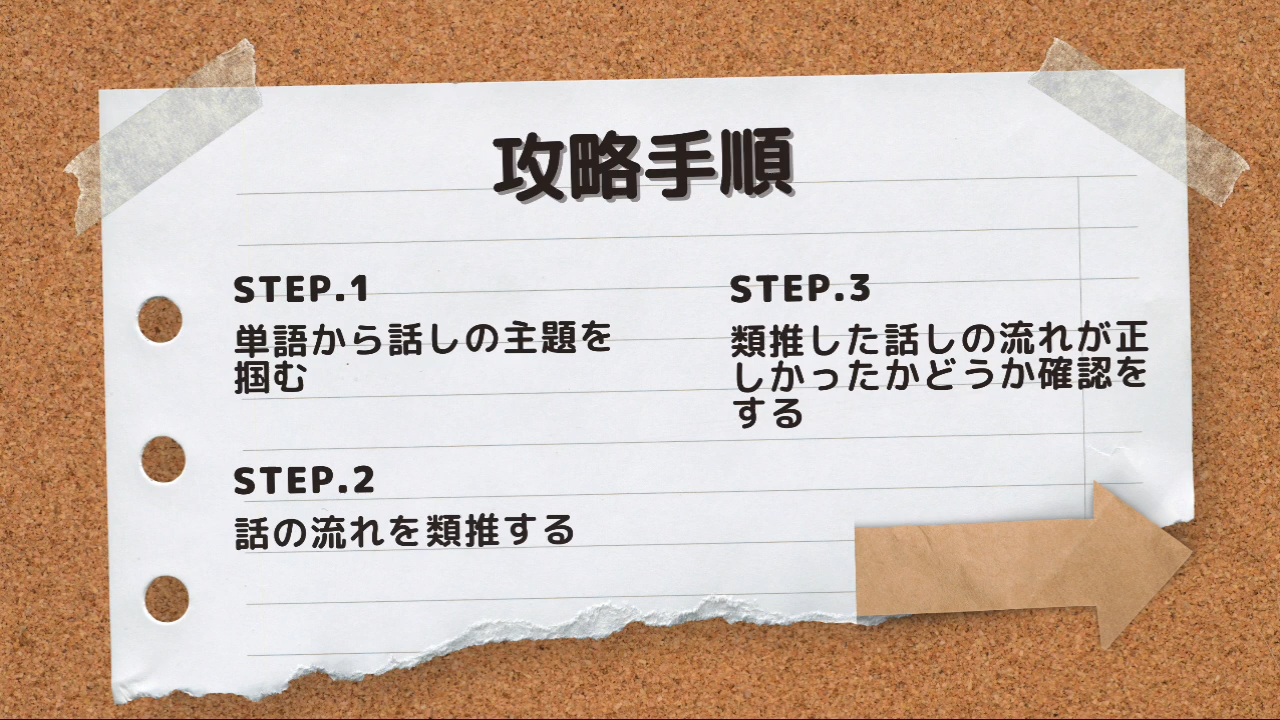 攻略手順
STEP.1
単語から話しの主題を
掴む
STEP.2
話の流れを類推する
STEP.3
類推した話しの流れが正
しかったかどうか確認を
する